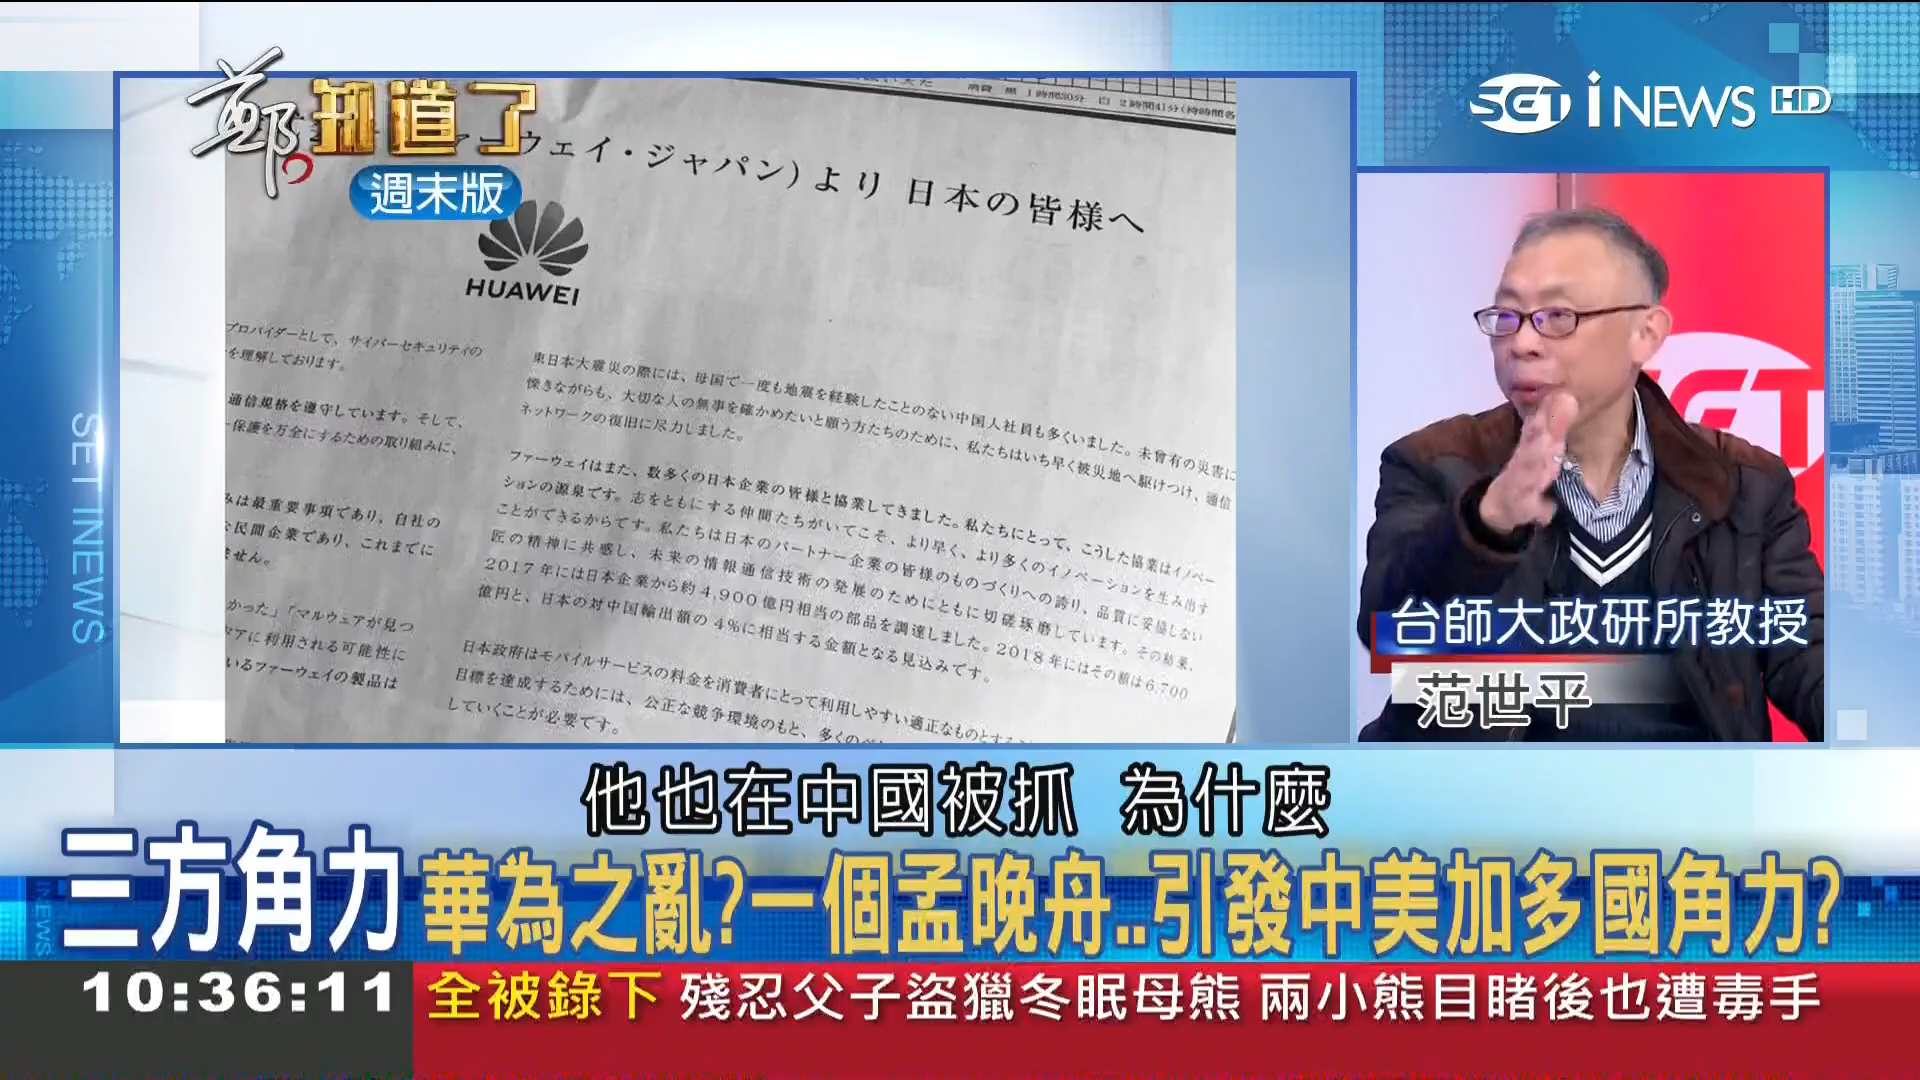 鄭知道了
週末版
SET iNEWS HD
ァーウェイ・ジャパン)より 日本の皆様へ
HUAWEI
プロバイダーとして、サイバーセキュリティの
を理解しております。
通信規格を遵守しています。そして、
保護を万全にするための取り組みに、
みは最重要事項であり、自社の
民間企業であり、これまでに
ません。
かった」「マルウェアが見つ
アに利用される可能性に
いるファーウェイの製品は
東日本大震災の際には、母国で一度も地震を経験したことのない中国人社員も多くいました。未曾有の災害に
慄きながらも、大切な人の無事を確かめたいと願う方たちのために、私たちはいち早く被災地へ駆けつけ、通信
ネットワークの復旧に尽力しました。
ファーウェイはまた、数多くの日本企業の皆様と協業してきました。私たちにとって、こうした協業はイノベー
ションの源泉です。志をともにする仲間たちがいてこそ、より早く、より多くのイノベーションを生み出す
ことができるからです。私たちは日本のパートナー企業の皆様のものづくりへの誇り、品質に妥協しない
匠の精神に共感し、未来の情報通信技術の発展のためにともに切磋琢磨しています。その結果、
2017年には日本企業から約4,900億円相当の部品を調達しました。2018年にはその額は6,700
億円と、日本の対中国輸出額の4%に相当する金額となる見込みです。
日本政府はモバイルサービスの料金を消費者にとって利用しやすい適正なものとする
目標を達成するためには、公正な競争環境のもと、多くの
していくことが必要です。
台師大政研所教授
范世平
SET iNEWS
他也在中國被抓 為什麼
三方角力
華為之亂?一個孟晚舟..引發中美加多國角力?
10:36:11
全被錄下 殘忍父子盜獵冬眠母熊 兩小熊目睹後也遭毒手